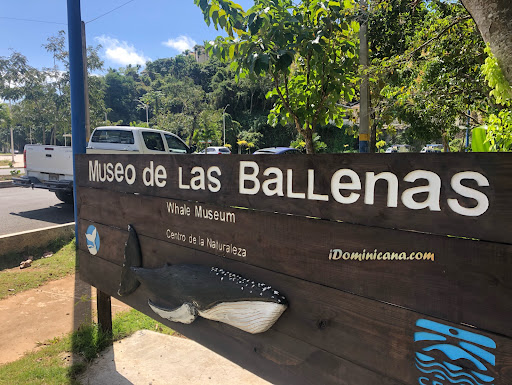 Museo de Las Ballenas
Whale Museum
Centro de la Naturaleza
iDominicana.com